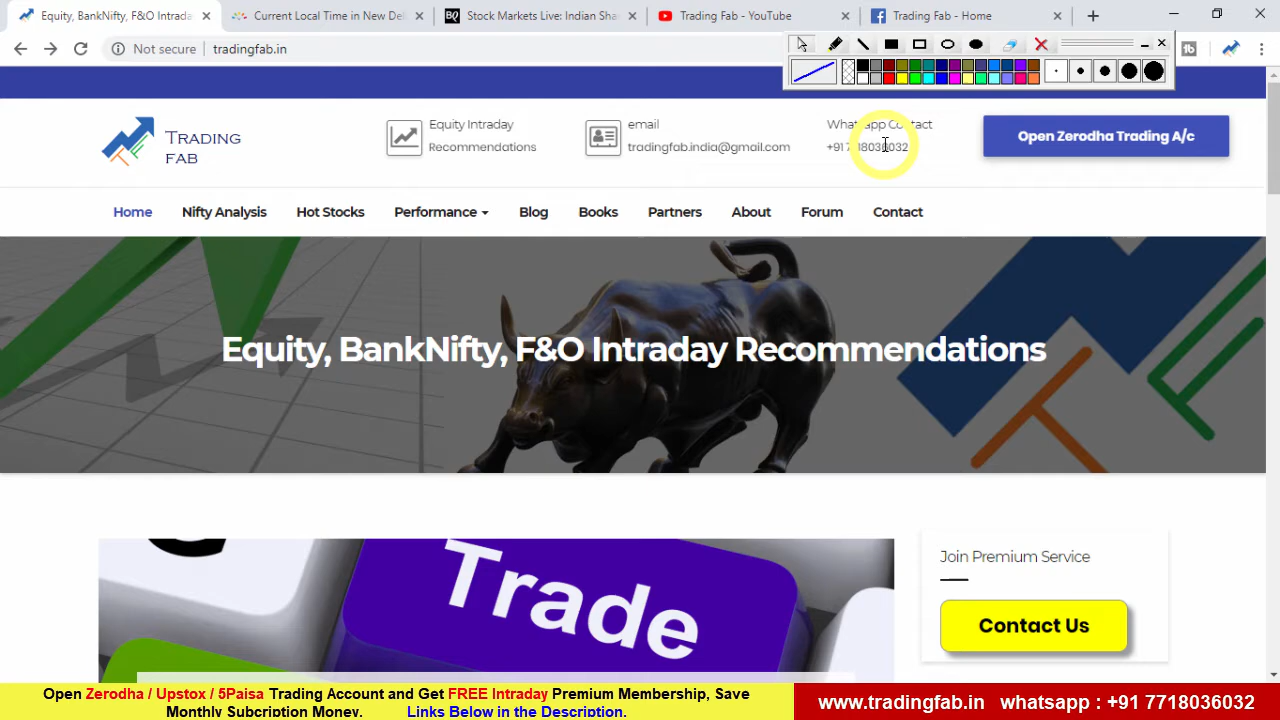 Equity, BankNifty, F&O Intrada
Current Local Time in New De
Stock Markets Live: Indian Sha
Trading Fab - YouTube
Trading Fab - Home
Not secure
tradingfab.in
TRADING
FAB
Equity Intraday
Recommendations
email
tradingfab.india@gmail.com
Whatsapp Contact
+91 7718036032
Open Zerodha Trading A/c
Home
Nifty Analysis
Hot Stocks
Performance
Blog
Books
Partners
About
Forum
Contact
Equity, BankNifty, F&O Intraday Recommendations
Trade
Join Premium Service
Contact Us
Open Zerodha / Upstox / 5Paisa Trading Account and Get FREE Intraday Premium Membership, Save
Monthly Subcription Money. Links Below in the Description.
www.tradingfab.in whatsapp : +91 7718036032